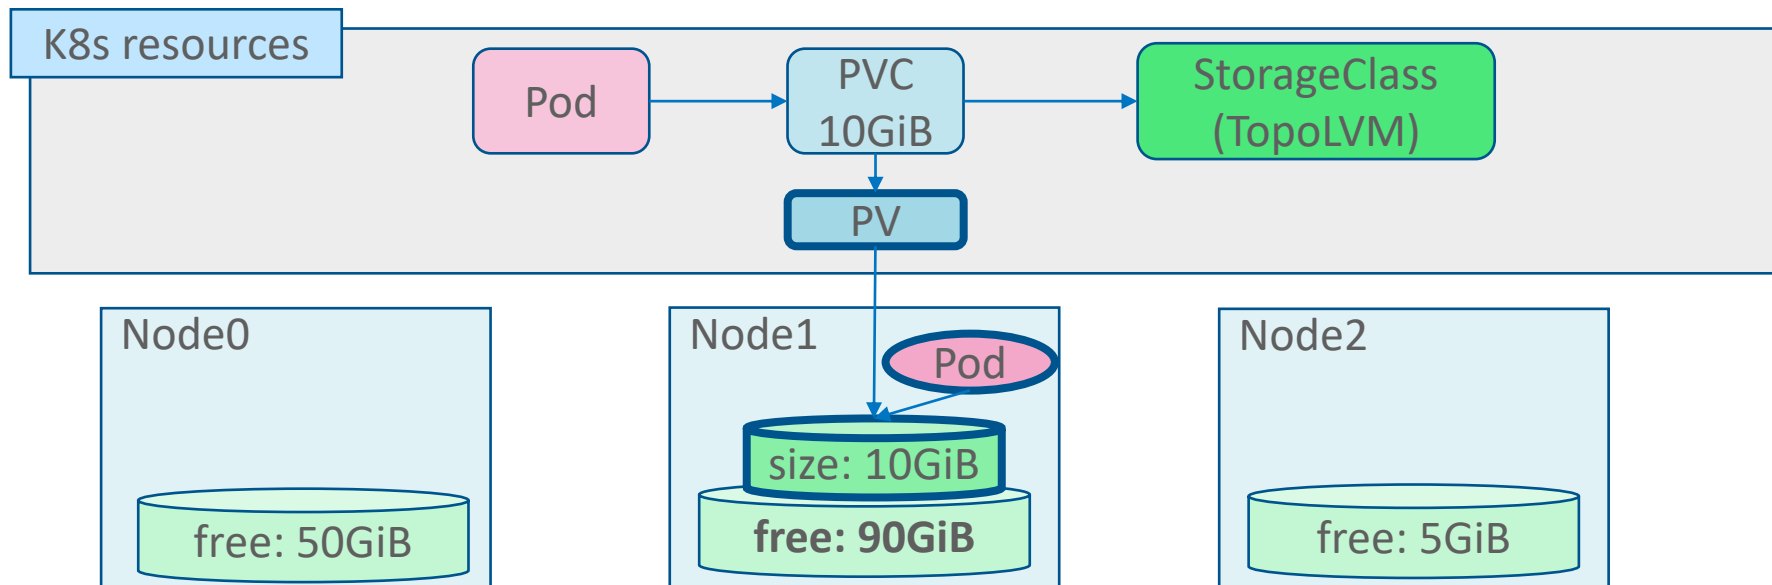 K8s resources
Pod
PVC
10GiB
StorageClass
(TopoLVM)
PV
Node0
free: 50GiB
Node1
Pod
size: 10GiB
free: 90GiB
Node2
free: 5GiB